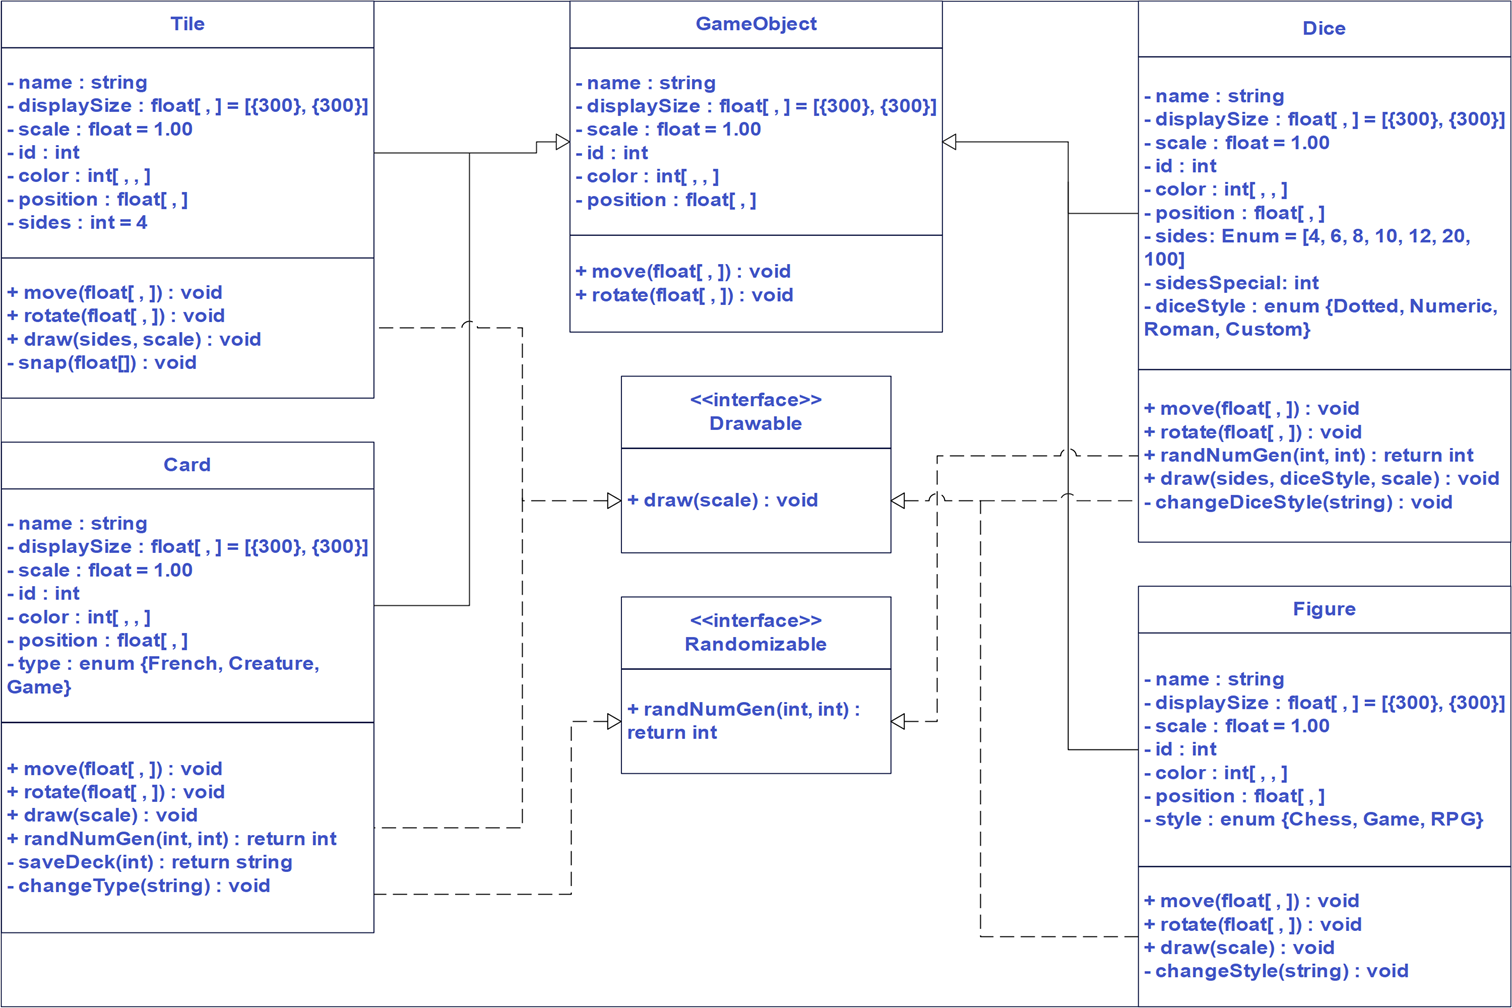 Tile
- name : string
- displaySize : float[ , ] = [{300}, {300}]
- scale : float = 1.00
- id : int
- color : int[ , , ]
- position : float[ , ]
- sides : int = 4
+ move(float[ , ]) : void
+ rotate(float[ , ]) : void
+ draw(sides, scale) : void
- snap(float[]) : void
Card
- name : string
- displaySize : float[ , ] = [{300}, {300}]
- scale : float = 1.00
- id : int
- color : int[ , , ]
- position : float[ , ]
- type : enum {French, Creature,
Game}
+ move(float[ , ]) : void
+ rotate(float[ , ]) : void
+ draw(scale) : void
+ randNumGen(int, int) : return int
- saveDeck(int) : return string
- changeType(string) : void
GameObject
- name : string
- displaySize : float[ , ] = [{300}, {300}]
- scale : float = 1.00
- id : int
- color : int[ , , ]
- position : float[ , ]
+ move(float[ , ]) : void
+ rotate(float[ , ]) : void
<<interface>>
Drawable
+ draw(scale) : void
<<interface>>
Randomizable
+ randNumGen(int, int) :
return int
Dice
- name : string
- displaySize : float[ , ] = [{300}, {300}]
- scale : float = 1.00
- id : int
- color : int[ , , ]
- position : float[ , ]
- sides: Enum = [4, 6, 8, 10, 12, 20,
100]
- sidesSpecial: int
- diceStyle : enum {Dotted, Numeric,
Roman, Custom}
+ move(float[ , ]) : void
+ rotate(float[ , ]) : void
+ randNumGen(int, int) : return int
+ draw(sides, diceStyle, scale) : void
- changeDiceStyle(string) : void
Figure
- name : string
- displaySize : float[ , ] = [{300}, {300}]
- scale : float = 1.00
- id : int
- color : int[ , , ]
- position : float[ , ]
- style : enum {Chess, Game, RPG}
+ move(float[ , ]) : void
+ rotate(float[ , ]) : void
+ draw(scale) : void
- changeStyle(string) : void